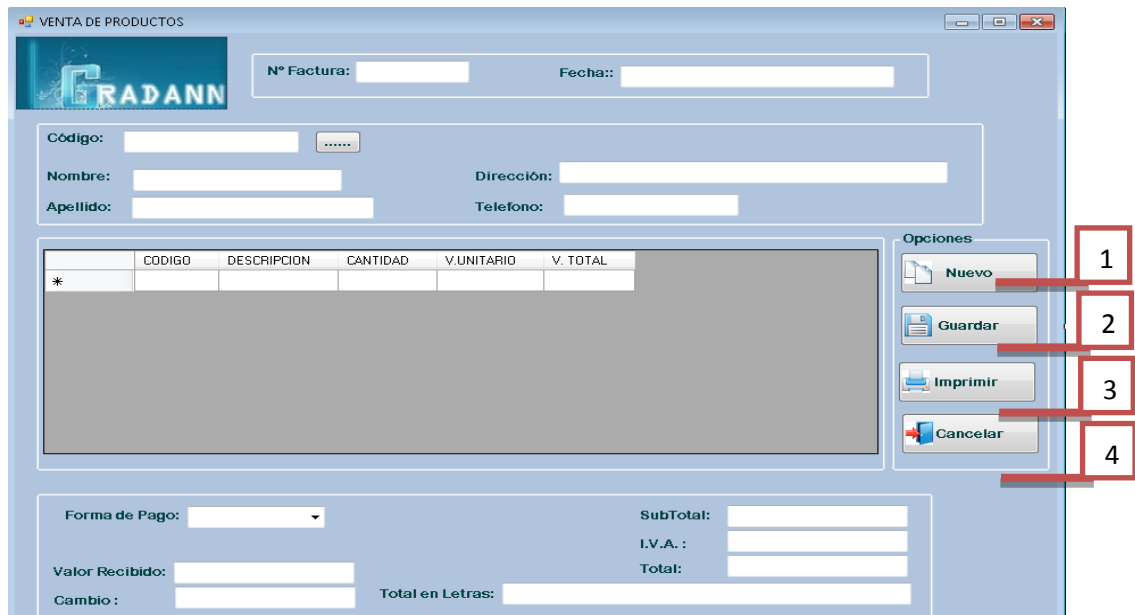 VENTA DE PRODUCTOS
GRADANN
Nº Factura:
Fecha::
Código:
......
Nombre:
Dirección:
Apellido:
Telefono:
CODIGO DESCRIPCION CANTIDAD V.UNITARIO V. TOTAL
*
Opciones
Nuevo
1
Guardar
2
Imprimir
3
Cancelar
4
Forma de Pago:
SubTotal:
I.V.A. :
Valor Recibido:
Total:
Cambio :
Total en Letras: